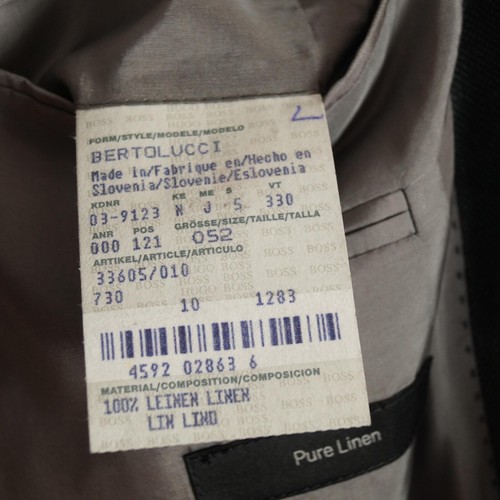 FORM/STYLE/MODELE/MODELO
BERTOLUCCI
Made in/Fabrique en/Hecho en
Slovenia/Slovenie/Eslovenia
KDNR KE ME S VT
03-9123 N J 5 330
ANR POS GRÖSSE/SIZE/TAILLE/TALLA
000 121 052
ARTIKEL/ARTICLE/ARTICULO
33605/010
730 10 1283
4592 02863 6
MATERIAL/COMPOSITION/COMPOSICION
100% LEINEN LINEN
LIN LINO
Pure Linen